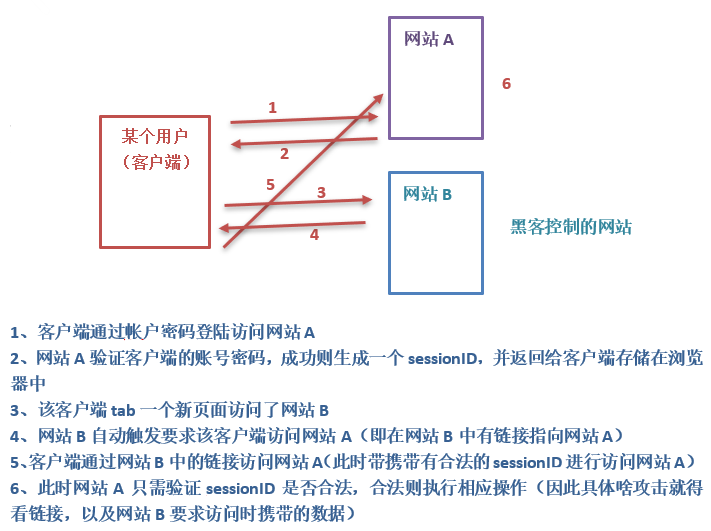 网站 A
6
1
某个用户
（客户端）
2
5
3
网站 B
4
黑客控制的网站
1、客户端通过帐户密码登陆访问网站 A
2、网站 A 验证客户端的账号密码，成功则生成一个 sessionID，并返回给客户端存储在浏览
器中
3、该客户端 tab 一个新页面访问了网站 B
4、网站 B 自动触发要求该客户端访问网站 A（即在网站 B 中有链接指向网站 A）
5、客户端通过网站 B 中的链接访问网站 A（此时带携带有合法的 sessionID 进行访问网站 A）
6、此时网站 A 只需验证 sessionID 是否合法，合法则执行相应操作（因此具体啥攻击就得
看链接，以及网站 B 要求访问时携带的数据）